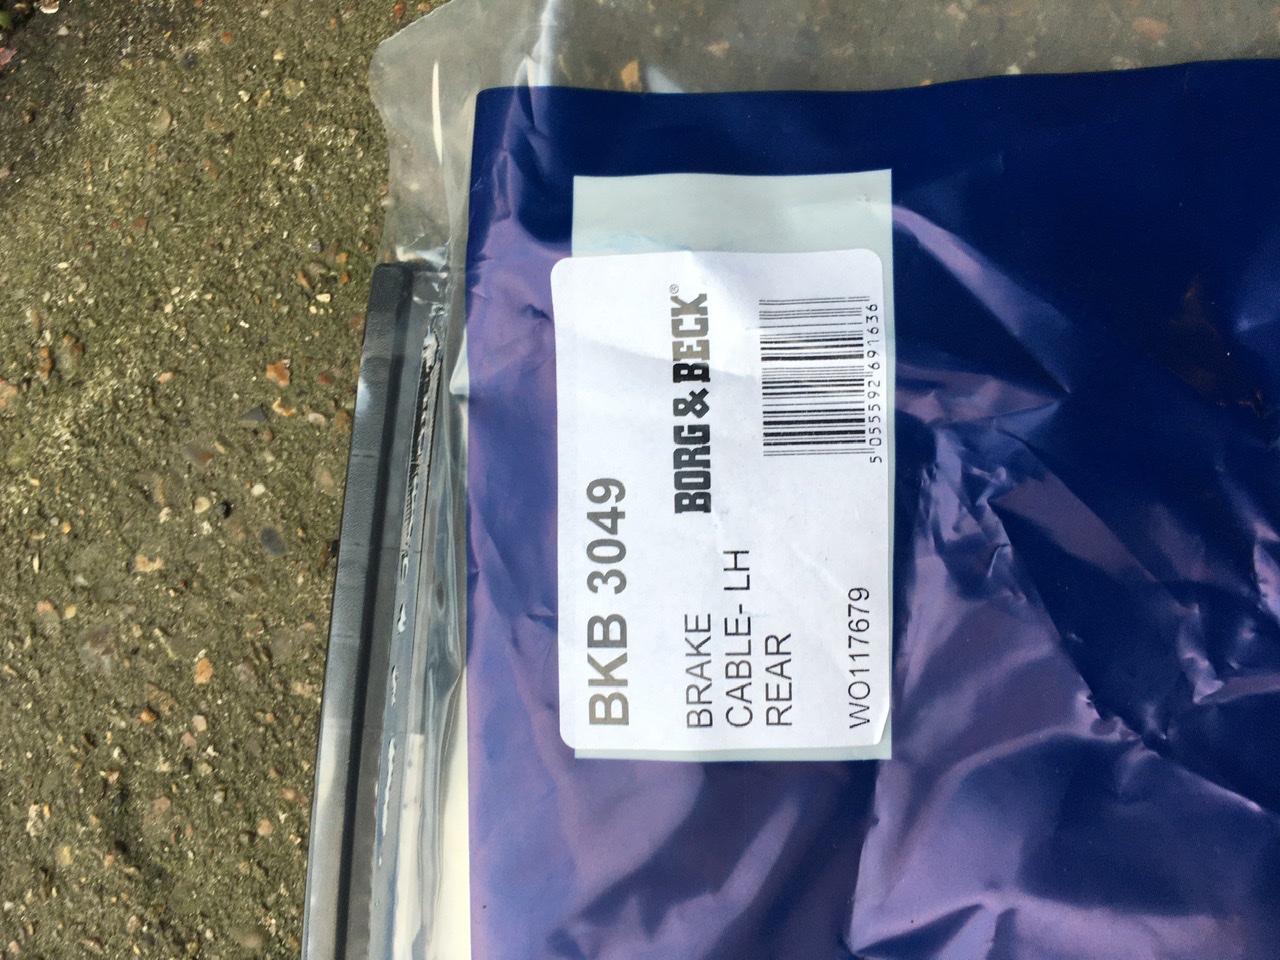 BKB 3049
BRAKE
CABLE- LH
REAR
BORG & BECK®
WO117679
5 055592 691636